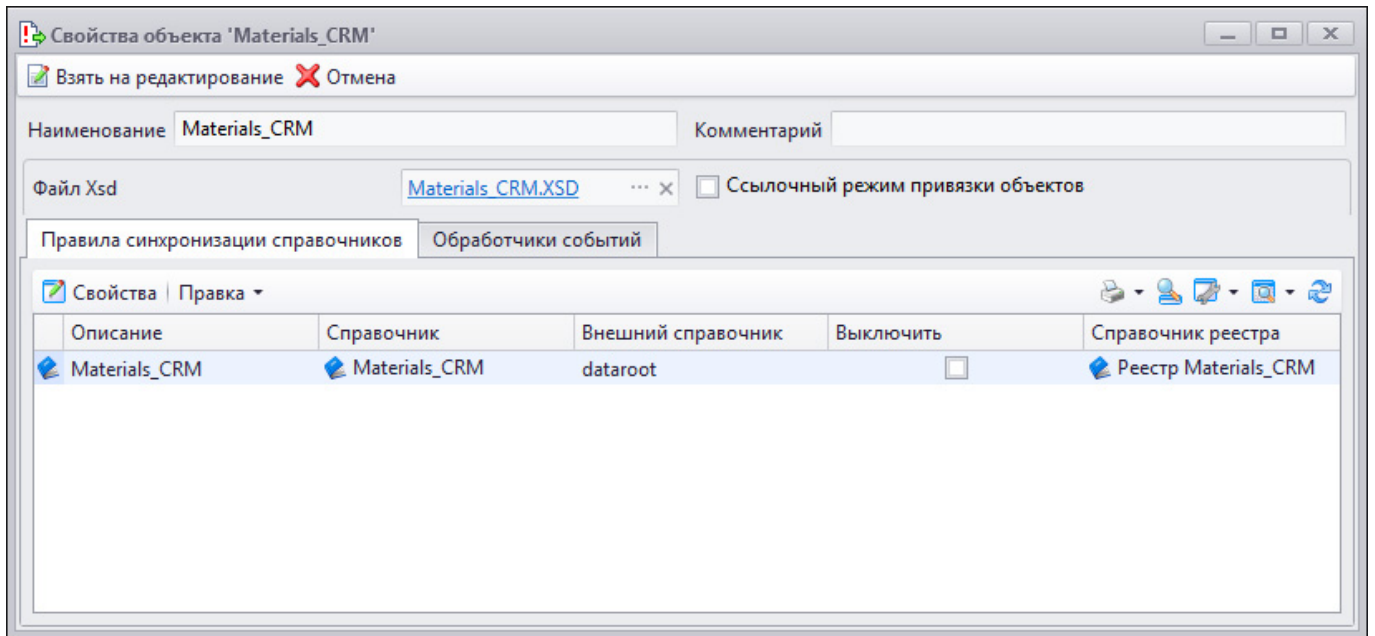 Свойства объекта 'Materials_CRM'
Взять на редактирование Отмена
Наименование Materials_CRM Комментарий
Файл Xsd Materials_CRM.XSD ... Ссылочный режим привязки объектов
Правила синхронизации справочников Обработчики событий
Свойства Правка
Описание Справочник Внешний справочник Выключить Справочник реестра
Materials_CRM Materials_CRM dataroot Реестр Materials_CRM